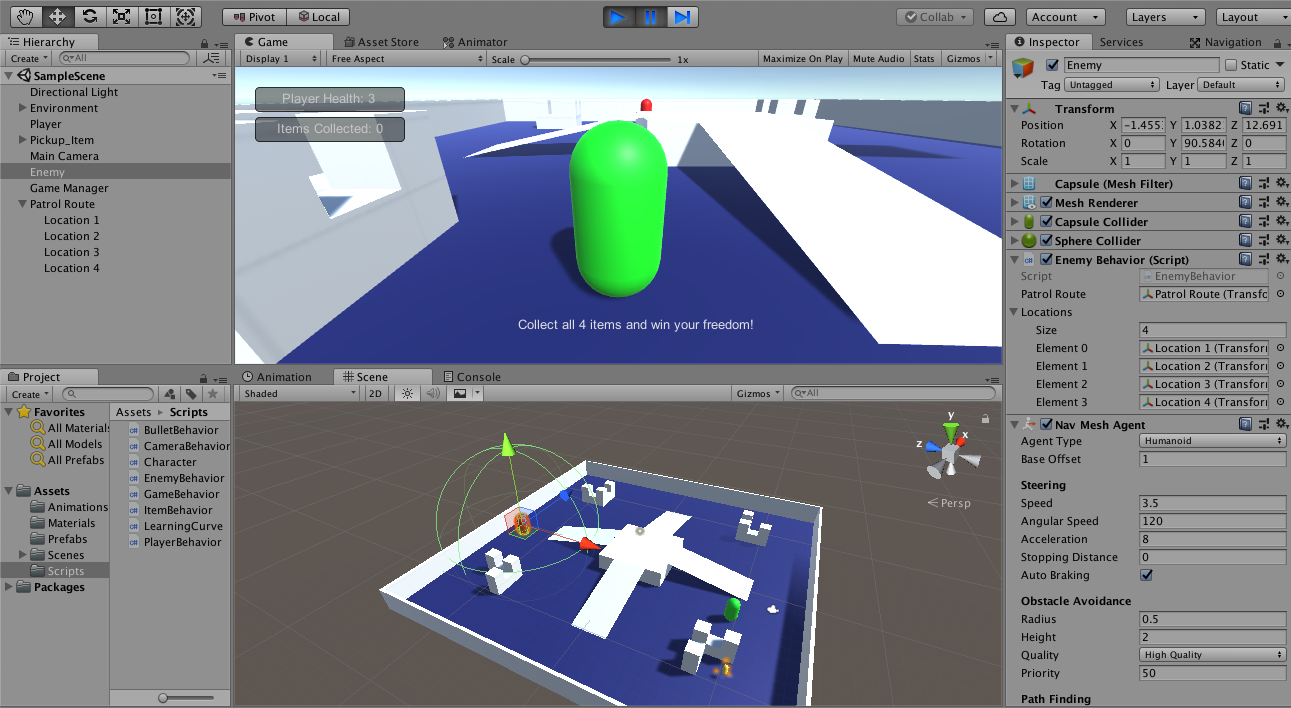 Pivot Local Collab Account Layers Layout
Hierarchy
Create All
SampleScene
Directional Light
Environment
Player
Pickup_Item
Main Camera
Enemy
Game Manager
Patrol Route
Location 1
Location 2
Location 3
Location 4
Game Asset Store Animator
Display 1 Free Aspect Scale 1x Maximize On Play Mute Audio Stats Gizmos
Player Health: 3
Items Collected: 0
Collect all 4 items and win your freedom!
Project
Create
Favorites
All Materials
All Models
All Prefabs
Assets
Animations
Materials
Prefabs
Scenes
Scripts
Packages
Assets Scripts
BulletBehavior
CameraBehavior
Character
EnemyBehavior
GameBehavior
ItemBehavior
LearningCurve
PlayerBehavior
Animation Scene Console
Shaded 2D Gizmos All
y
x
z
Persp
Inspector Services Navigation
Enemy Static
Tag Untagged Layer Default
Transform
Position X -1.455 Y 1.0382 Z 12.691
Rotation X 0 Y 90.584 Z 0
Scale X 1 Y 1 Z 1
Capsule (Mesh Filter)
Mesh Renderer
Capsule Collider
Sphere Collider
Enemy Behavior (Script)
Script EnemyBehavior
Patrol Route Patrol Route (Transfo
Locations
Size 4
Element 0 Location 1 (Transfor
Element 1 Location 2 (Transfor
Element 2 Location 3 (Transfor
Element 3 Location 4 (Transfor
Nav Mesh Agent
Agent Type Humanoid
Base Offset 1
Steering
Speed 3.5
Angular Speed 120
Acceleration 8
Stopping Distance 0
Auto Braking
Obstacle Avoidance
Radius 0.5
Height 2
Quality High Quality
Priority 50
Path Finding